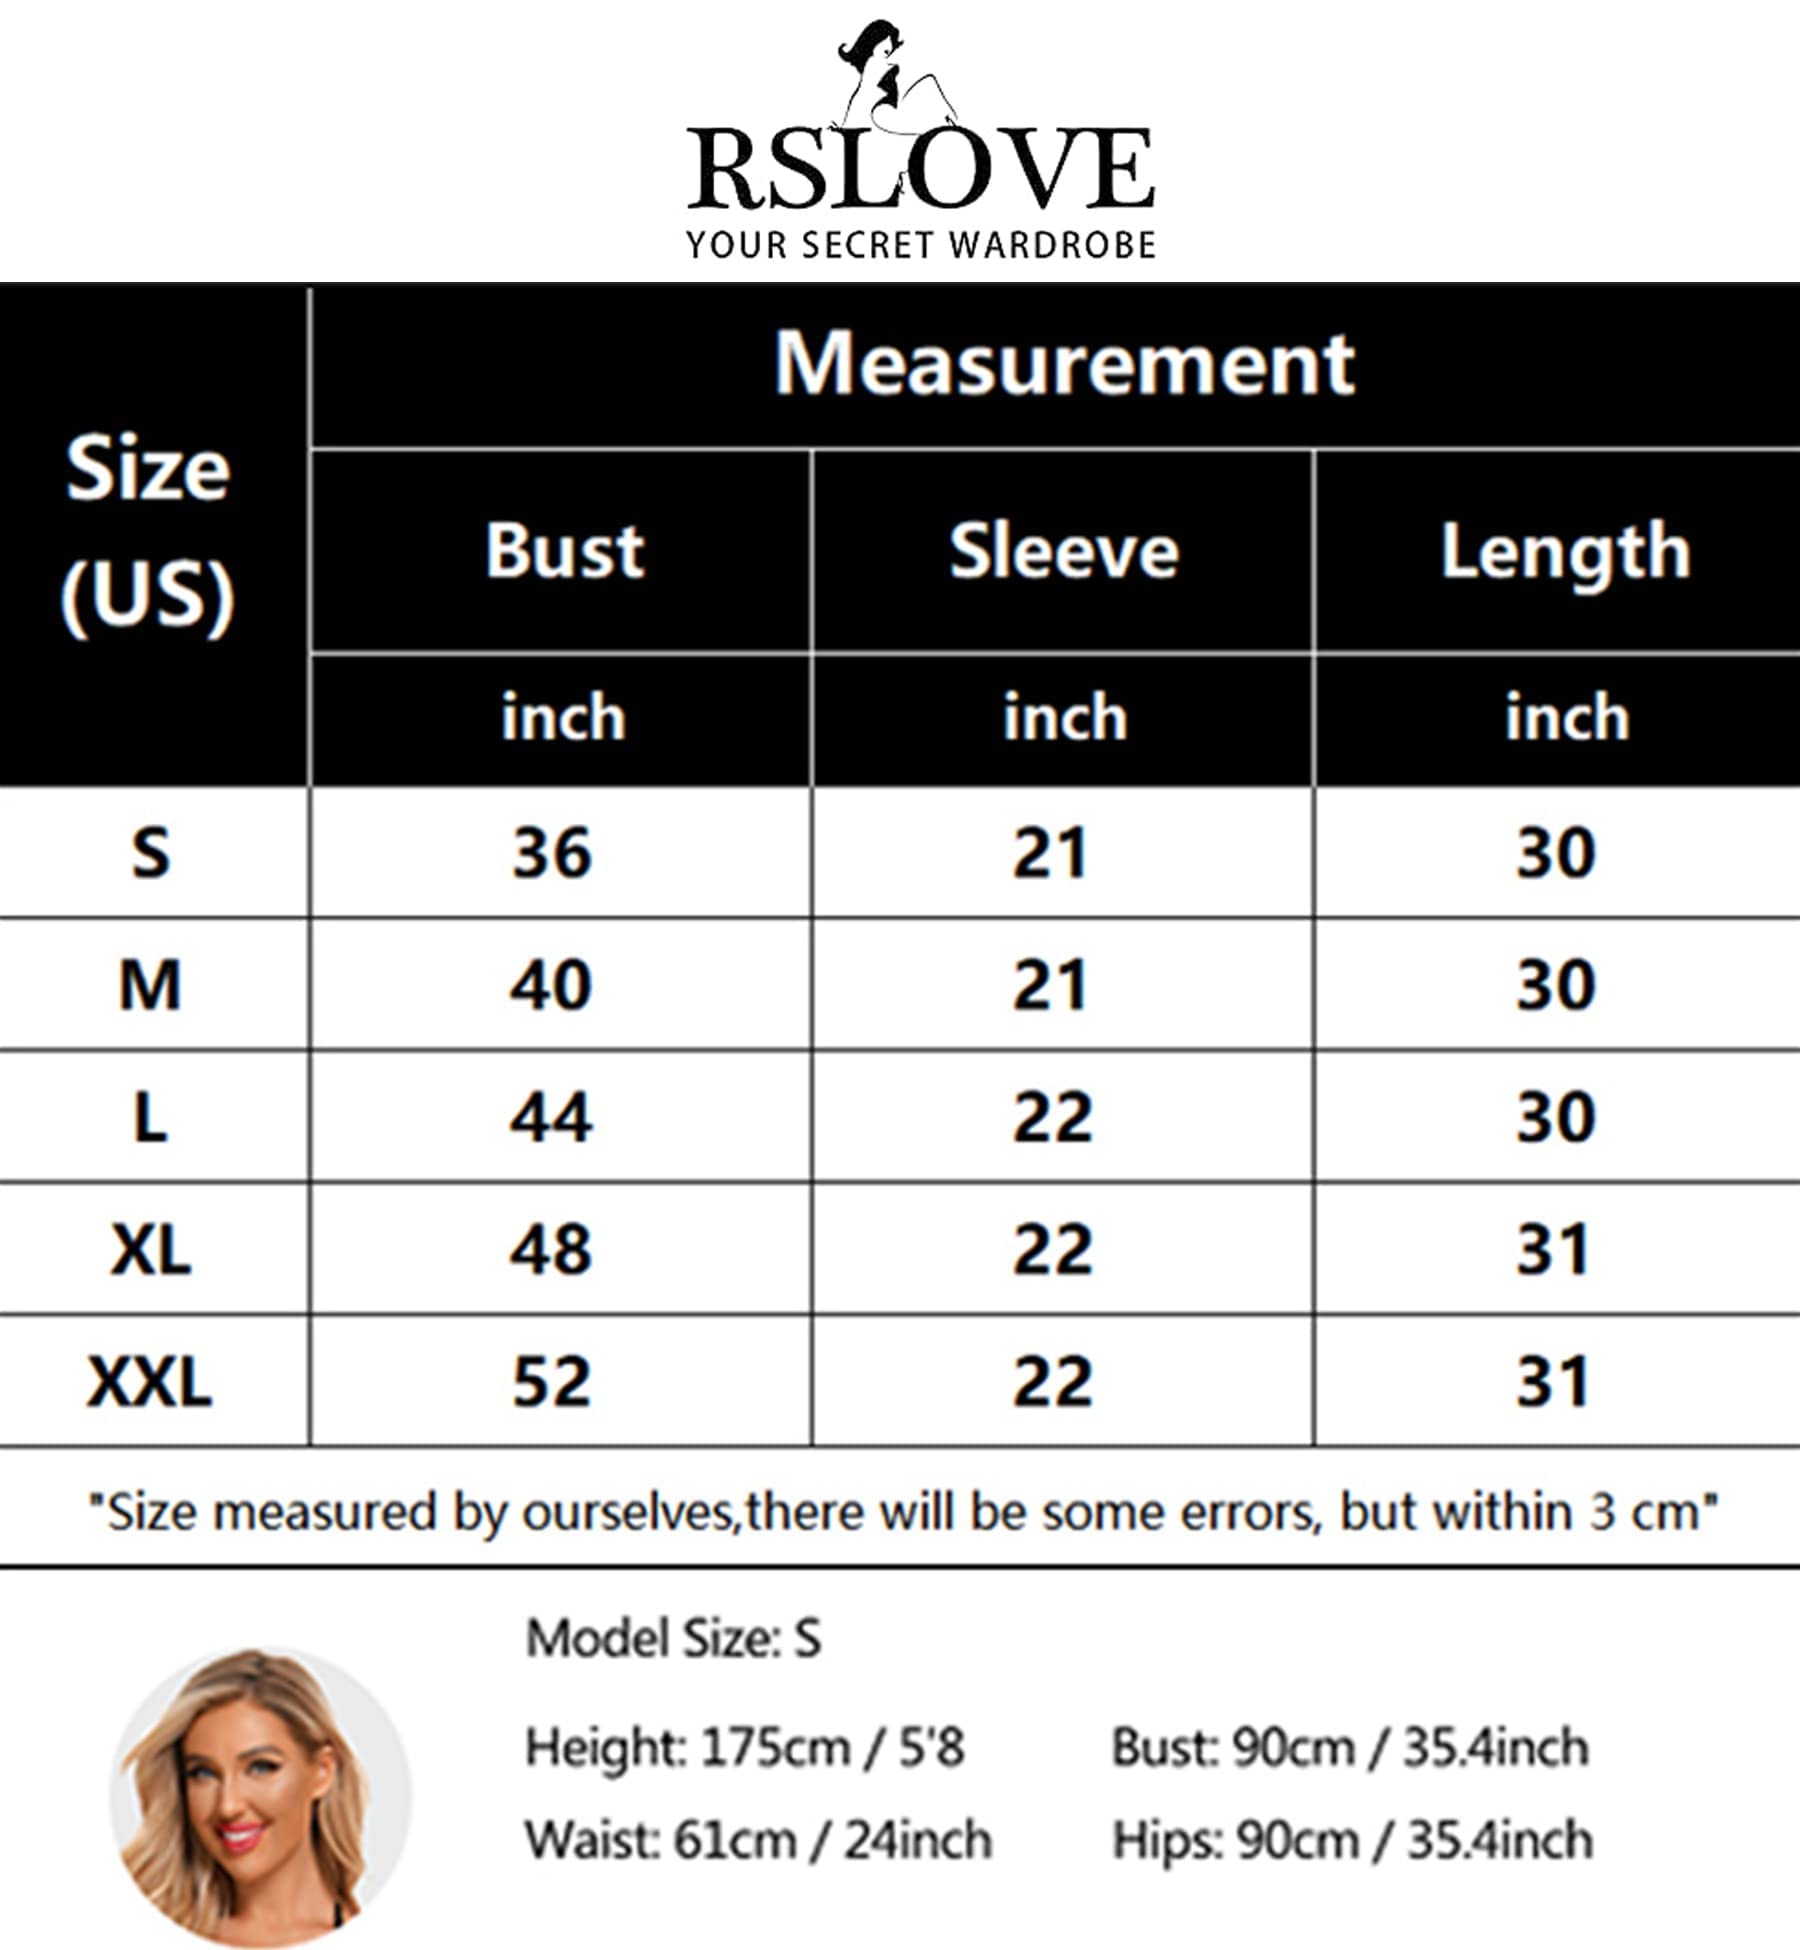 RSLOVE
YOUR SECRET WARDROBE
Measurement
Size
(US)
Bust Sleeve Length
inch inch inch
S 36 21 30
M 40 21 30
L 44 22 30
XL 48 22 31
XXL 52 22 31
"Size measured by ourselves,there will be some errors, but within 3 cm"
Model Size: S
Height: 175cm / 5'8 Bust: 90cm / 35.4inch
Waist: 61cm / 24inch Hips: 90cm / 35.4inch